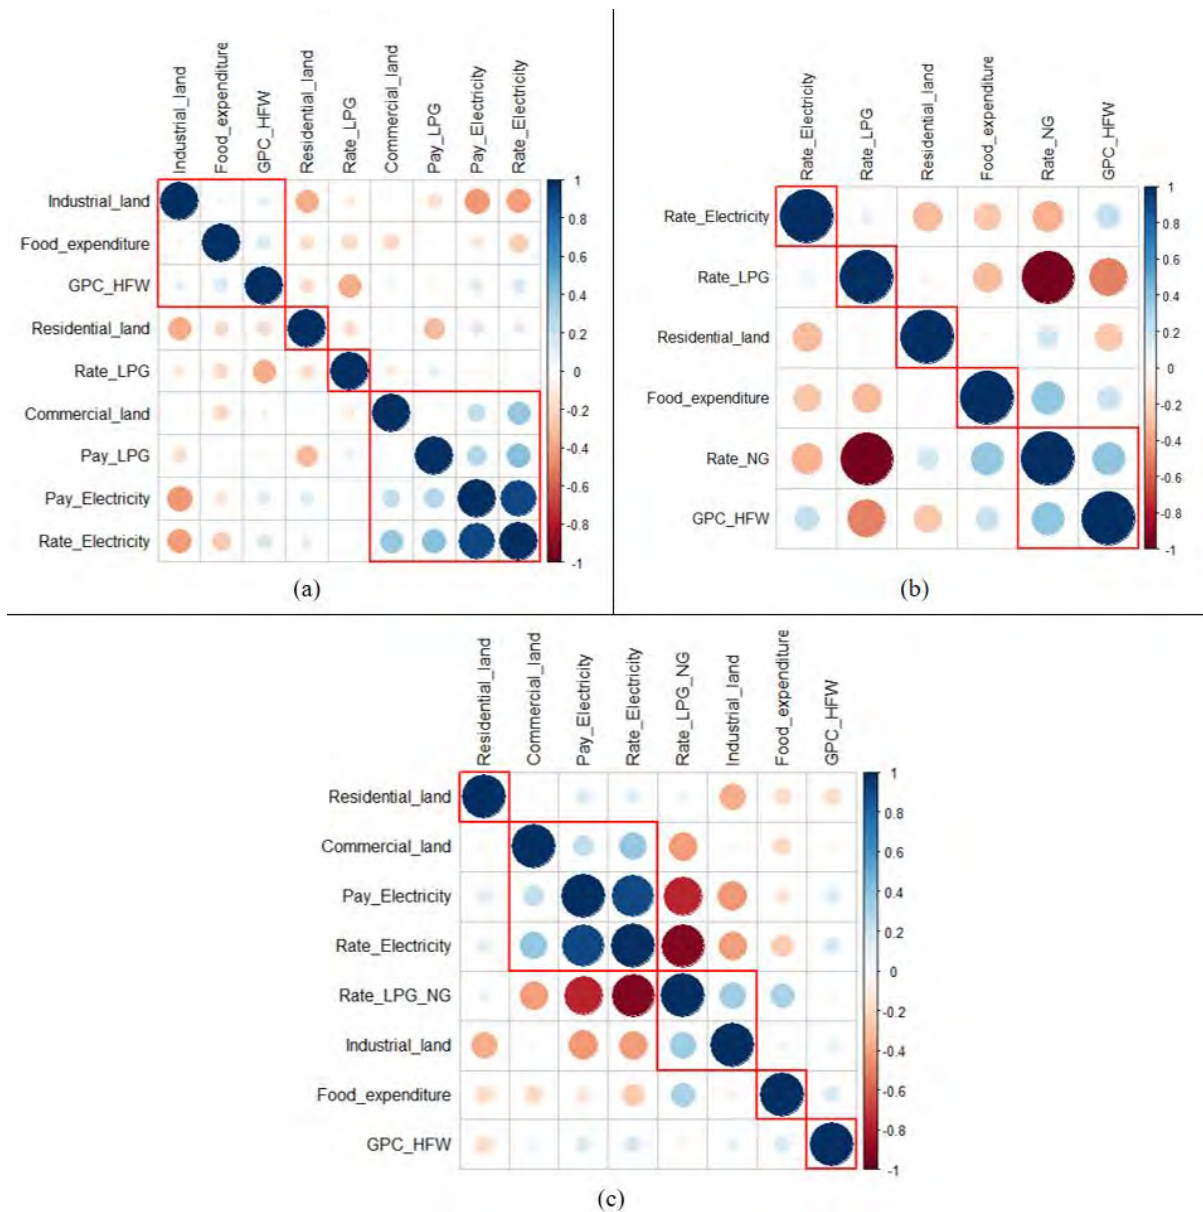 Industrial_land
Food_expenditure
GPC_HFW
Residential_land
Rate_LPG
Commercial_land
Pay_LPG
Pay_Electricity
Rate_Electricity
Industrial_land
Food_expenditure
GPC_HFW
Residential_land
Rate_LPG
Commercial_land
Pay_LPG
Pay_Electricity
Rate_Electricity
1
0.8
0.6
0.4
0.2
0
-0.2
-0.4
-0.6
-0.8
-1
(a)
Rate_Electricity
Rate_LPG
Residential_land
Food_expenditure
Rate_NG
GPC_HFW
Rate_Electricity
Rate_LPG
Residential_land
Food_expenditure
Rate_NG
GPC_HFW
1
0.8
0.6
0.4
0.2
0
-0.2
-0.4
-0.6
-0.8
-1
(b)
Residential_land
Commercial_land
Pay_Electricity
Rate_Electricity
Rate_LPG_NG
Industrial_land
Food_expenditure
GPC_HFW
Residential_land
Commercial_land
Pay_Electricity
Rate_Electricity
Rate_LPG_NG
Industrial_land
Food_expenditure
GPC_HFW
1
0.8
0.6
0.4
0.2
0
-0.2
-0.4
-0.6
-0.8
-1
(c)